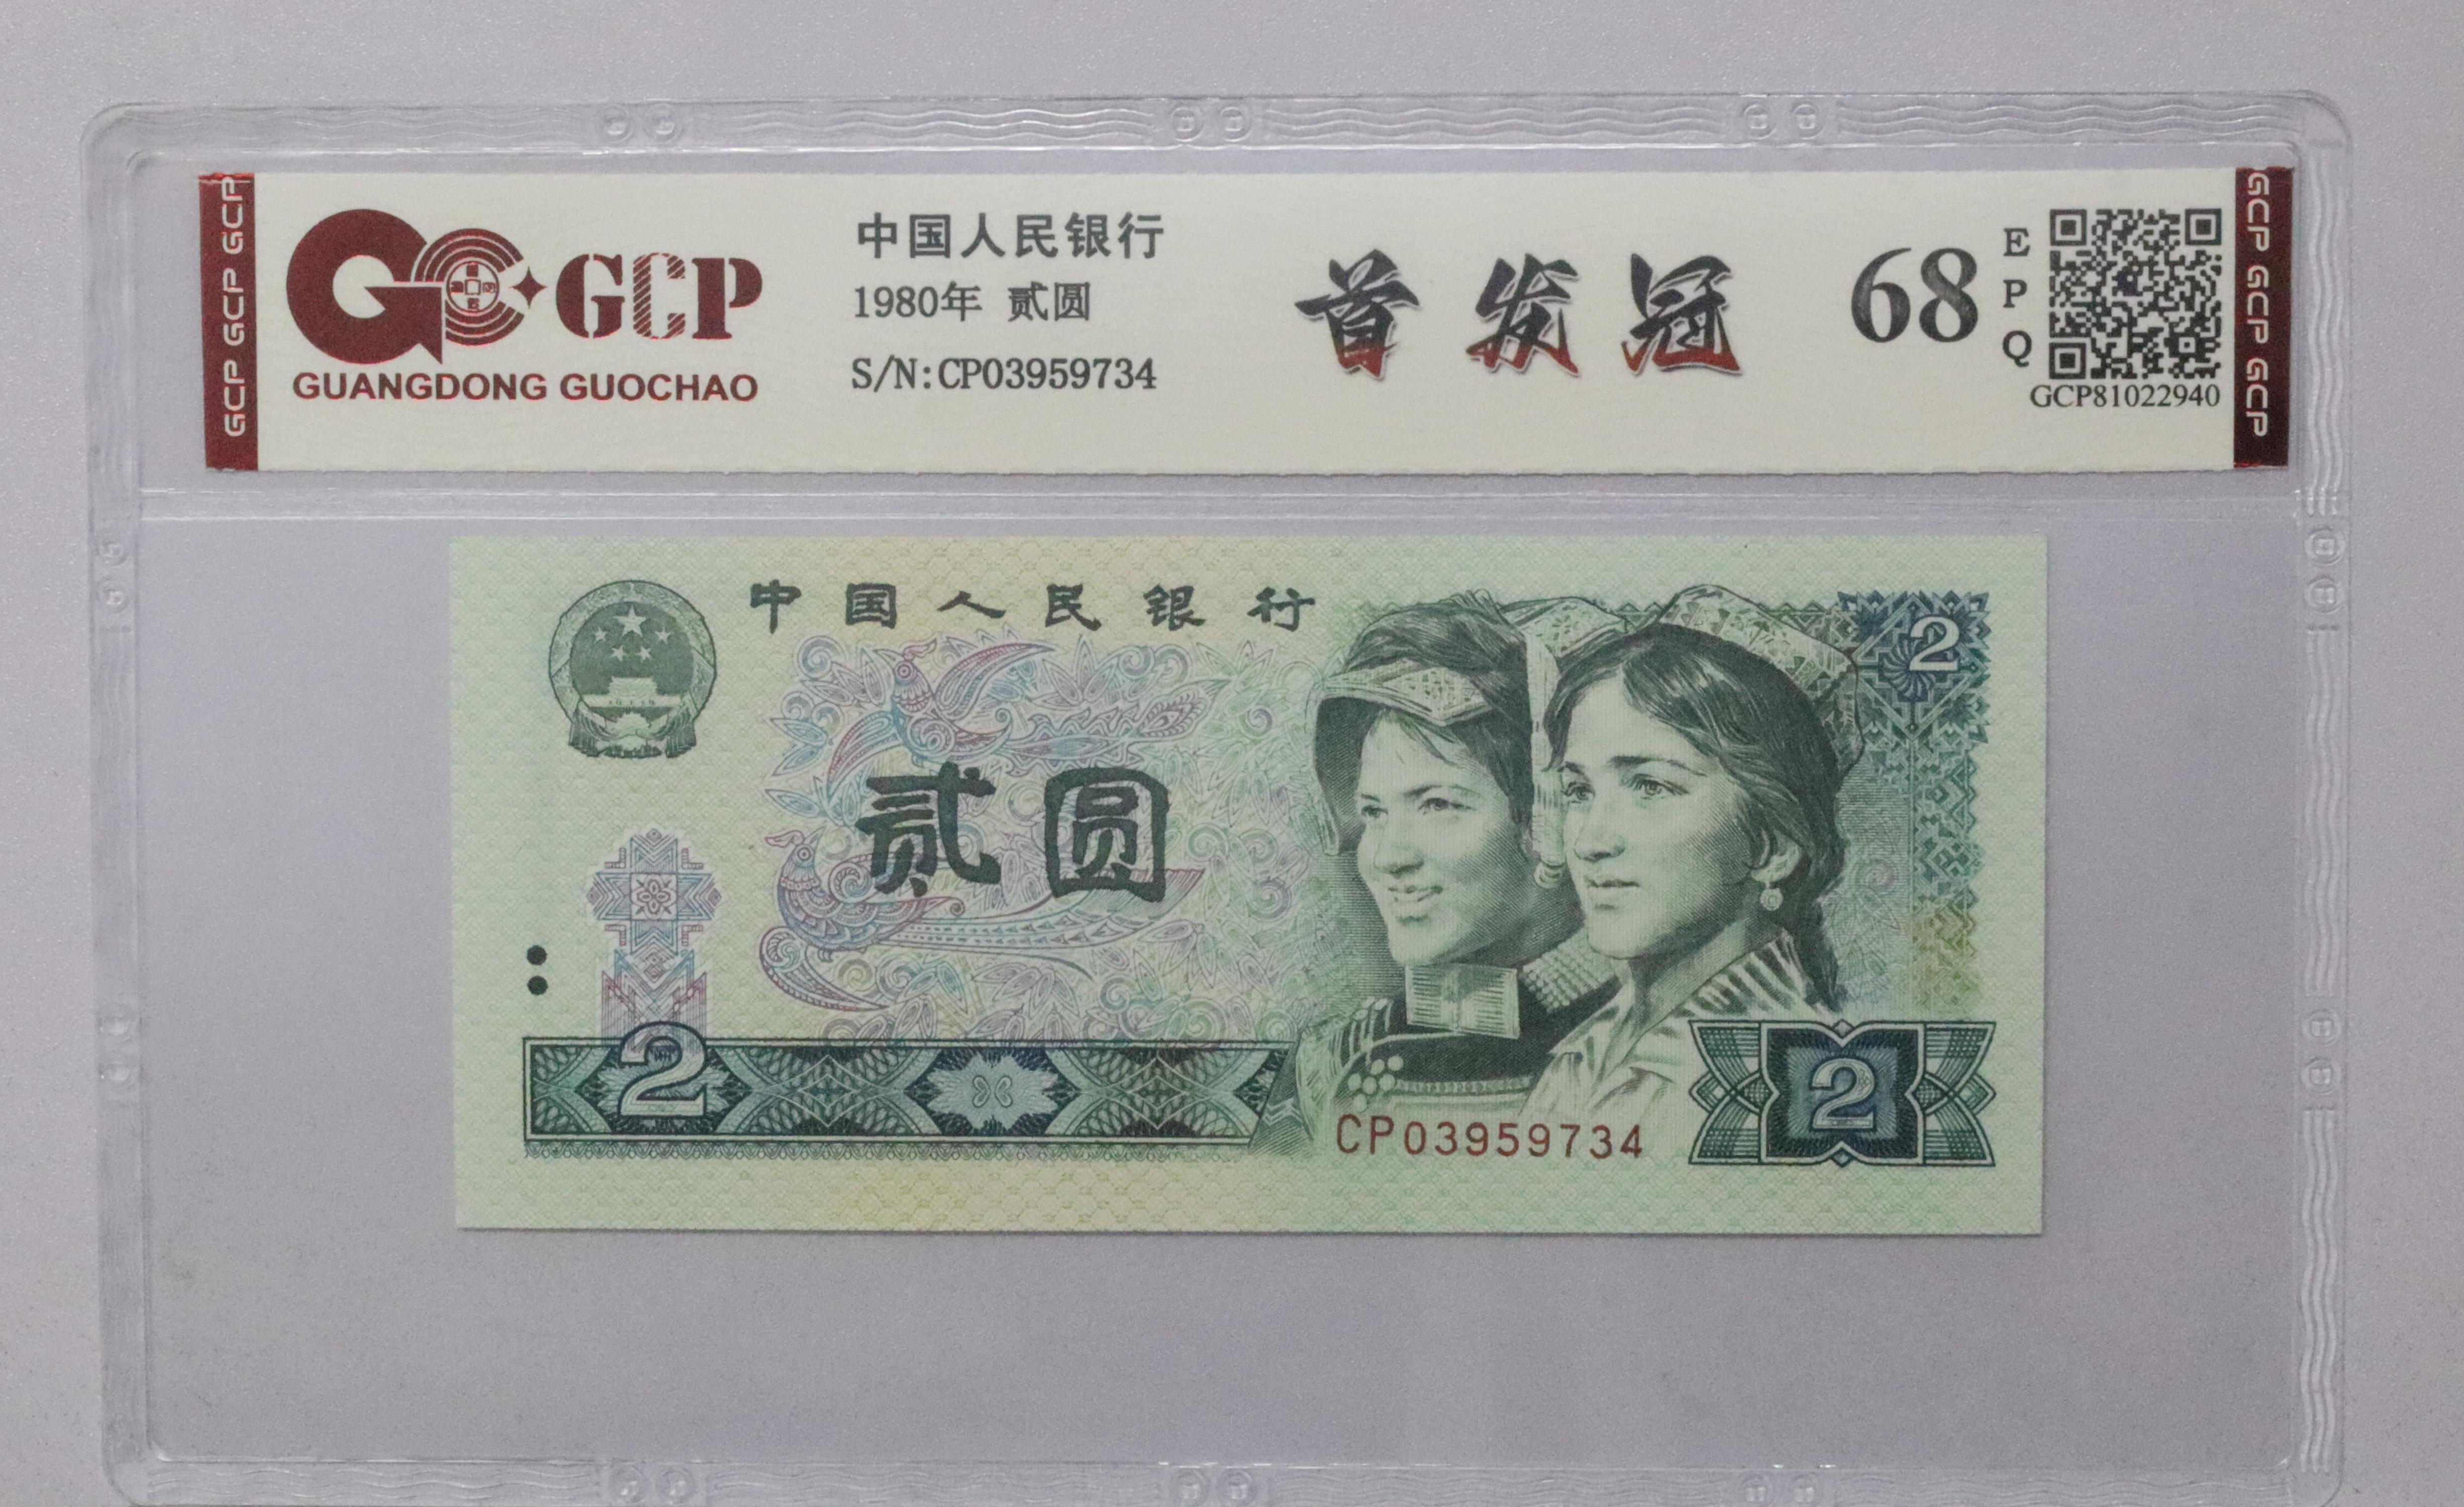 GCP GCP GCP
GCP
GUANGDONG GUOCHAO
中国人民银行
1980年 贰圆
S/N:CP03959734
首发冠
68
EPQ
GCP81022940
GCP GCP GCP
中国人民银行
2
贰圆
2
2
CP03959734